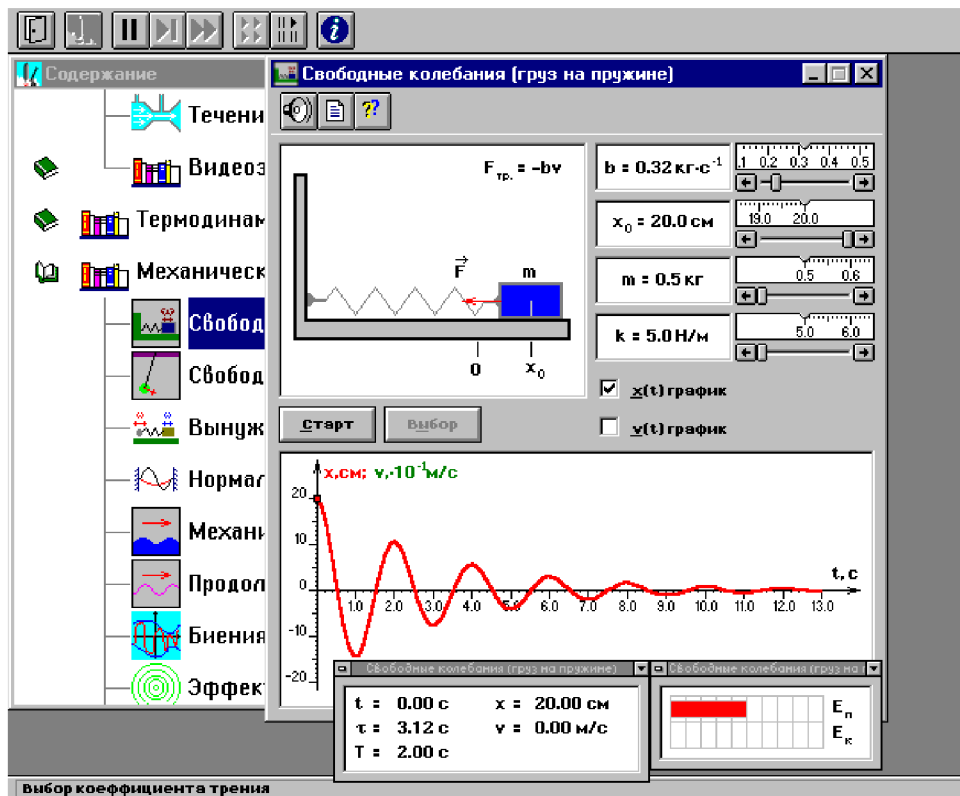 Содержание
Течени
Видеоз
Термодинам
Механическ
Свобод
Свобод
Вынуж
Нормал
Механи
Продол
Биения
Эффек
Свободные колебания (груз на пружине)
Fтр. = -bv
F
m
0
x₀
b = 0.32 кг·с⁻¹
.1 0.2 0.3 0.4 0.5
x₀ = 20.0 см
19.0 20.0
m = 0.5 кг
0.5 0.6
k = 5.0 Н/м
5.0 6.0
x(t) график
v(t) график
Старт
Выбор
x,см; v,·10⁻¹м/с
20
10
0
-10
-20
1.0 2.0 3.0 4.0 5.0 6.0 7.0 8.0 9.0 10.0 11.0 12.0 13.0
t, с
Свободные колебания (груз на пружине)
t = 0.00 с x = 20.00 см
τ = 3.12 с v = 0.00 м/с
T = 2.00 с
Свободные колебания (груз на п
Eп
Eк
Выбор коеффициента трения